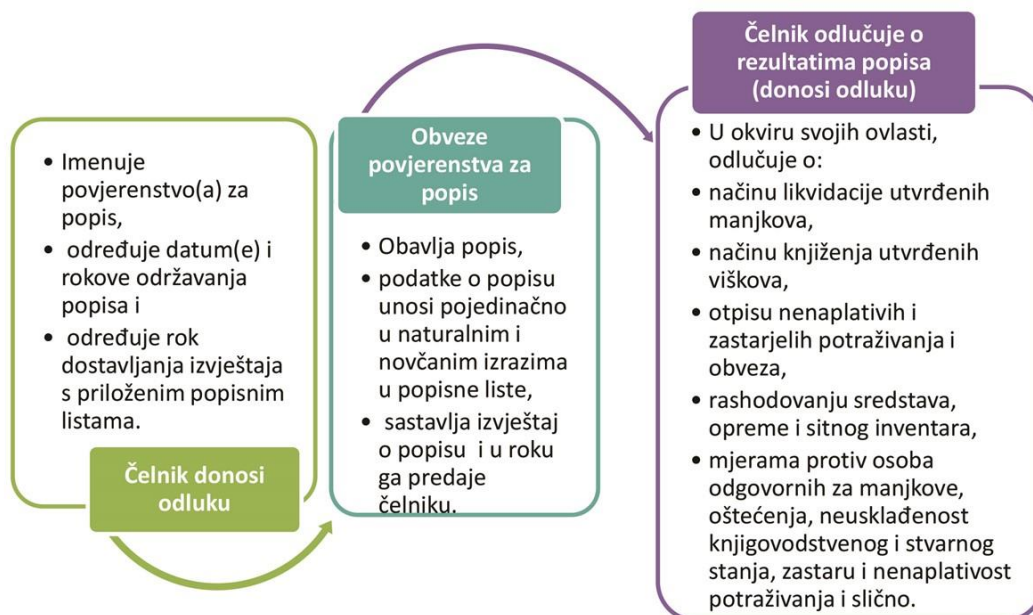 • Imenuje
povjerenstvo(a) za
popis,
• određuje datum(e) i
rokove održavanja
popisa i
• određuje rok
dostavljanja izvještaja
s priloženim popisnim
listama.
Čelnik donosi
odluku
Obveze
povjerenstva za
popis
• Obavlja popis,
• podatke o popisu
unosi pojedinačno
u naturalnim i
novčanim izrazima
u popisne liste,
• sastavlja izvještaj
o popisu i u roku
ga predaje
čelniku.
Čelnik odlučuje o
rezultatima popisa
(donosi odluku)
• U okviru svojih ovlasti,
odlučuje o:
• načinu likvidacije utvrđenih
manjkova,
• načinu knjiženja utvrđenih
viškova,
• otpisu nenaplativih i
zastarjelih potraživanja i
obveza,
• rashodovanju sredstava,
opreme i sitnog inventara,
• mjerama protiv osoba
odgovornih za manjkove,
oštećenja, neusklađenost
knjigovodstvenog i stvarnog
stanja, zastaru i nenaplativost
potraživanja i slično.